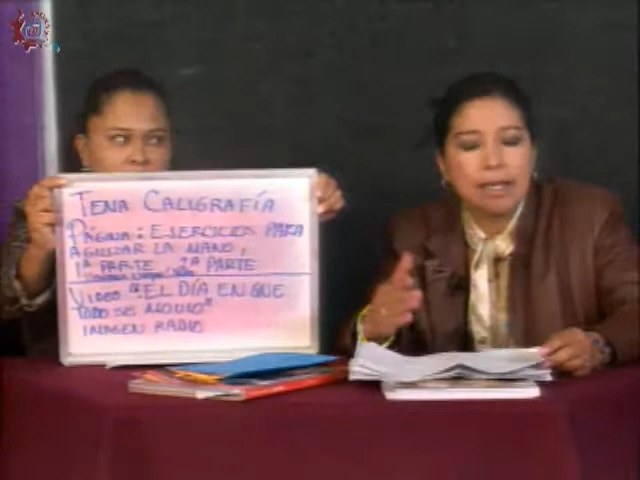 TEMA CALIGRAFÍA
PÁGINA: EJERCICIOS PARA
AGILIZAR LA MANO,
1ª PARTE 2ª PARTE
VIDEO "EL DÍA EN QUE
TODO SE MOVIÓ"
IMAGEN RADIO